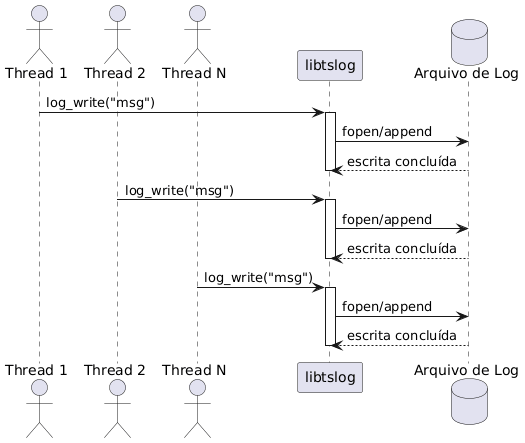 Thread 1
Thread 2
Thread N
libtslog
Arquivo de Log
log_write("msg")
fopen/append
escrita concluída
log_write("msg")
fopen/append
escrita concluída
log_write("msg")
fopen/append
escrita concluída
Thread 1
Thread 2
Thread N
libtslog
Arquivo de Log